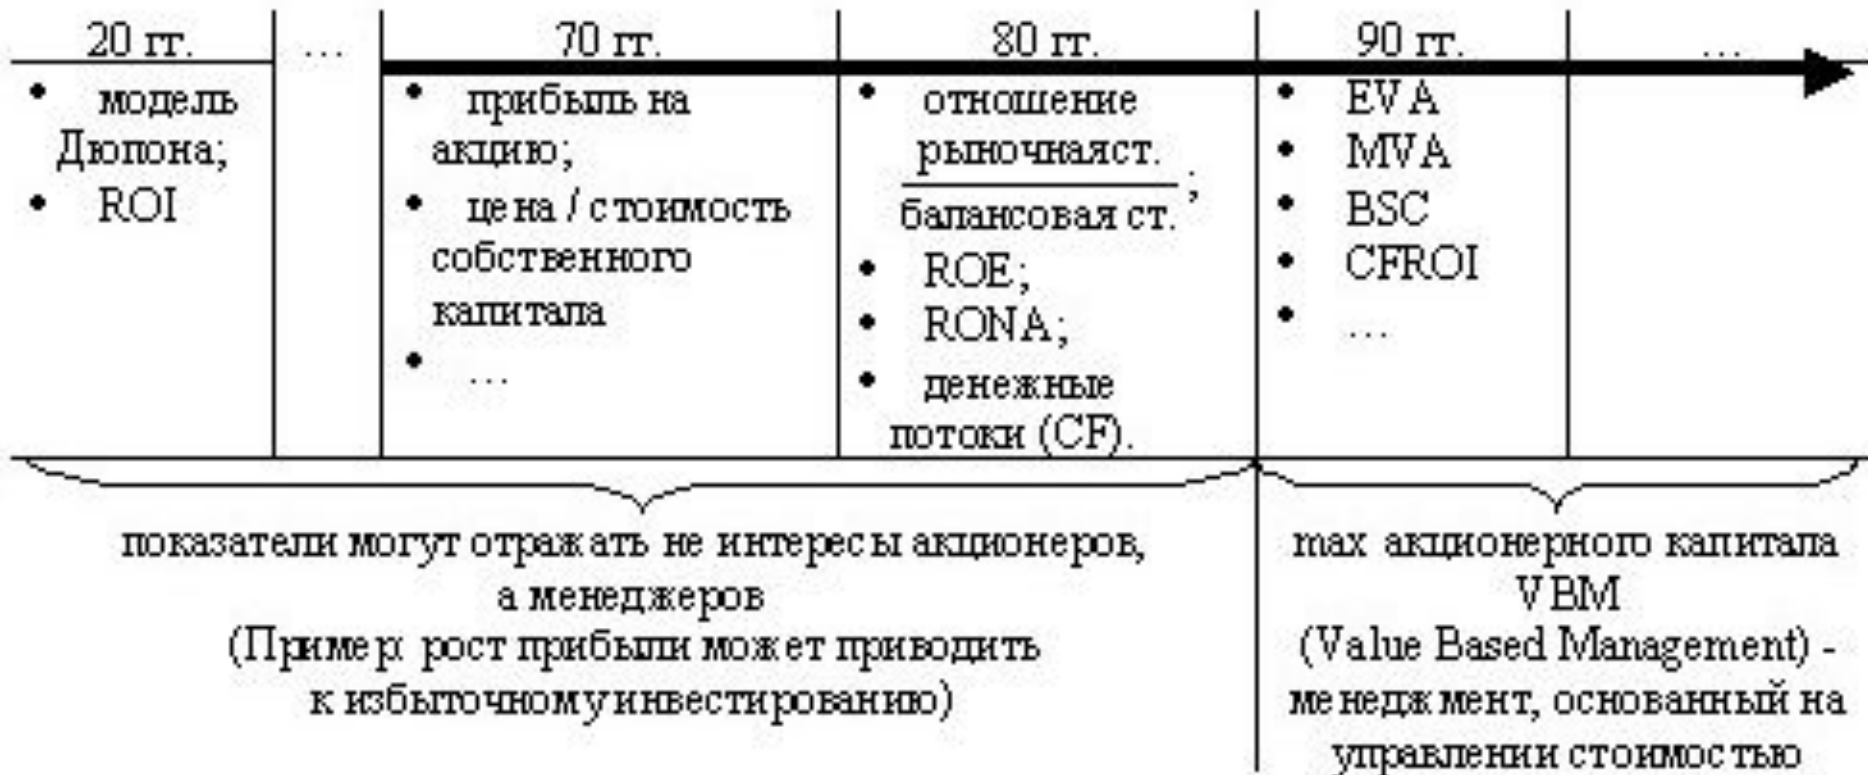 20 гг.
...
70 гг.
80 гг.
90 гг.
...
• модель
Дюпона;
• ROI
• прибыль на
акцию;
• цена / стоимость
собственного
капитала
• ...
• отношение
рыночная ст.
балансовая ст. ;
• ROE;
• RONA;
• денежные
потоки (CF).
• EVA
• MVA
• BSC
• CFROI
• ...
показатели могут отражать не интересы акционеров,
а менеджеров
(Пример: рост прибыли может приводить
к избыточному инвестированию)
max акционерного капитала
VBM
(Value Based Management) -
менеджмент, основанный на
управлении стоимостью